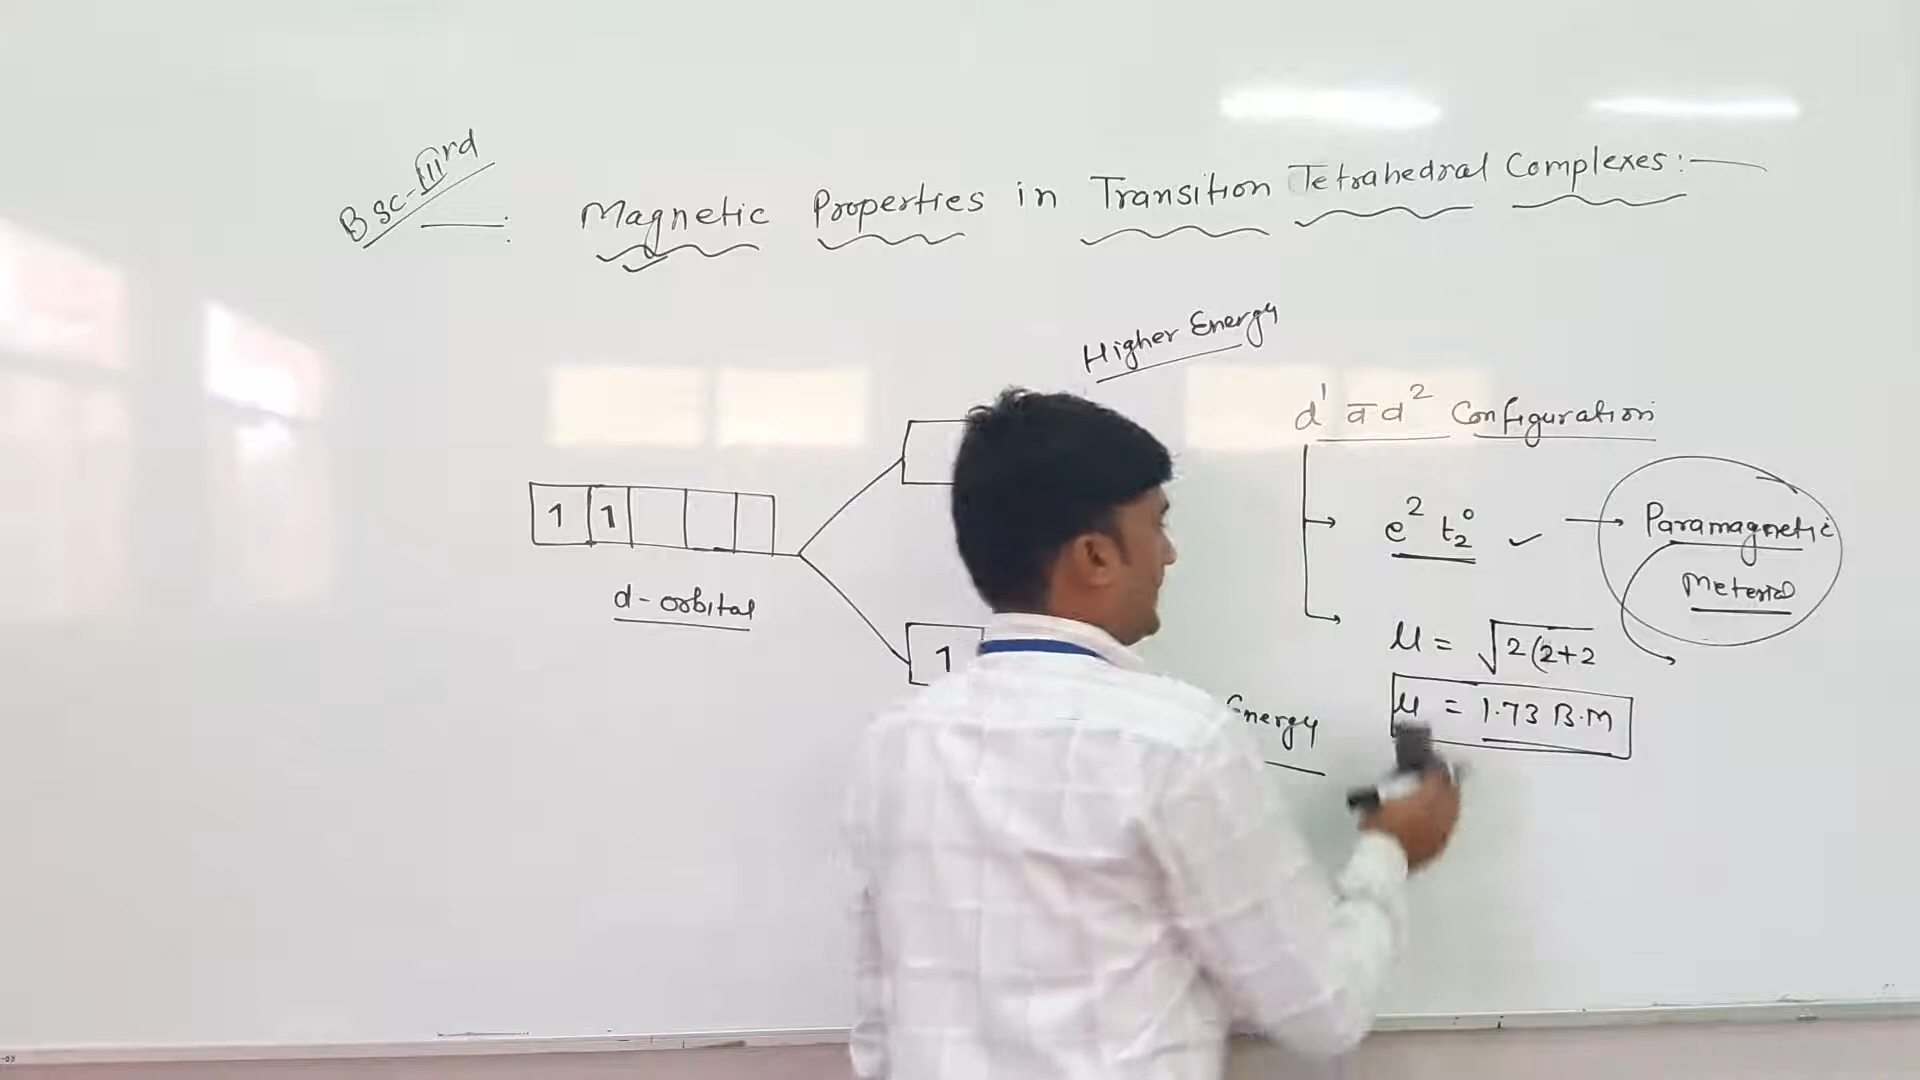 Bsc-IIIrd
Magnetic Properties in Transition Tetrahedral Complexes:-
Higher Energy
d¹ d² Configuration
1 1
d-orbital
e² t₂⁰ ✓ → Paramagnetic
Meterial
1
μ = √2(2+2
Energy
μ = 1.73 B.M